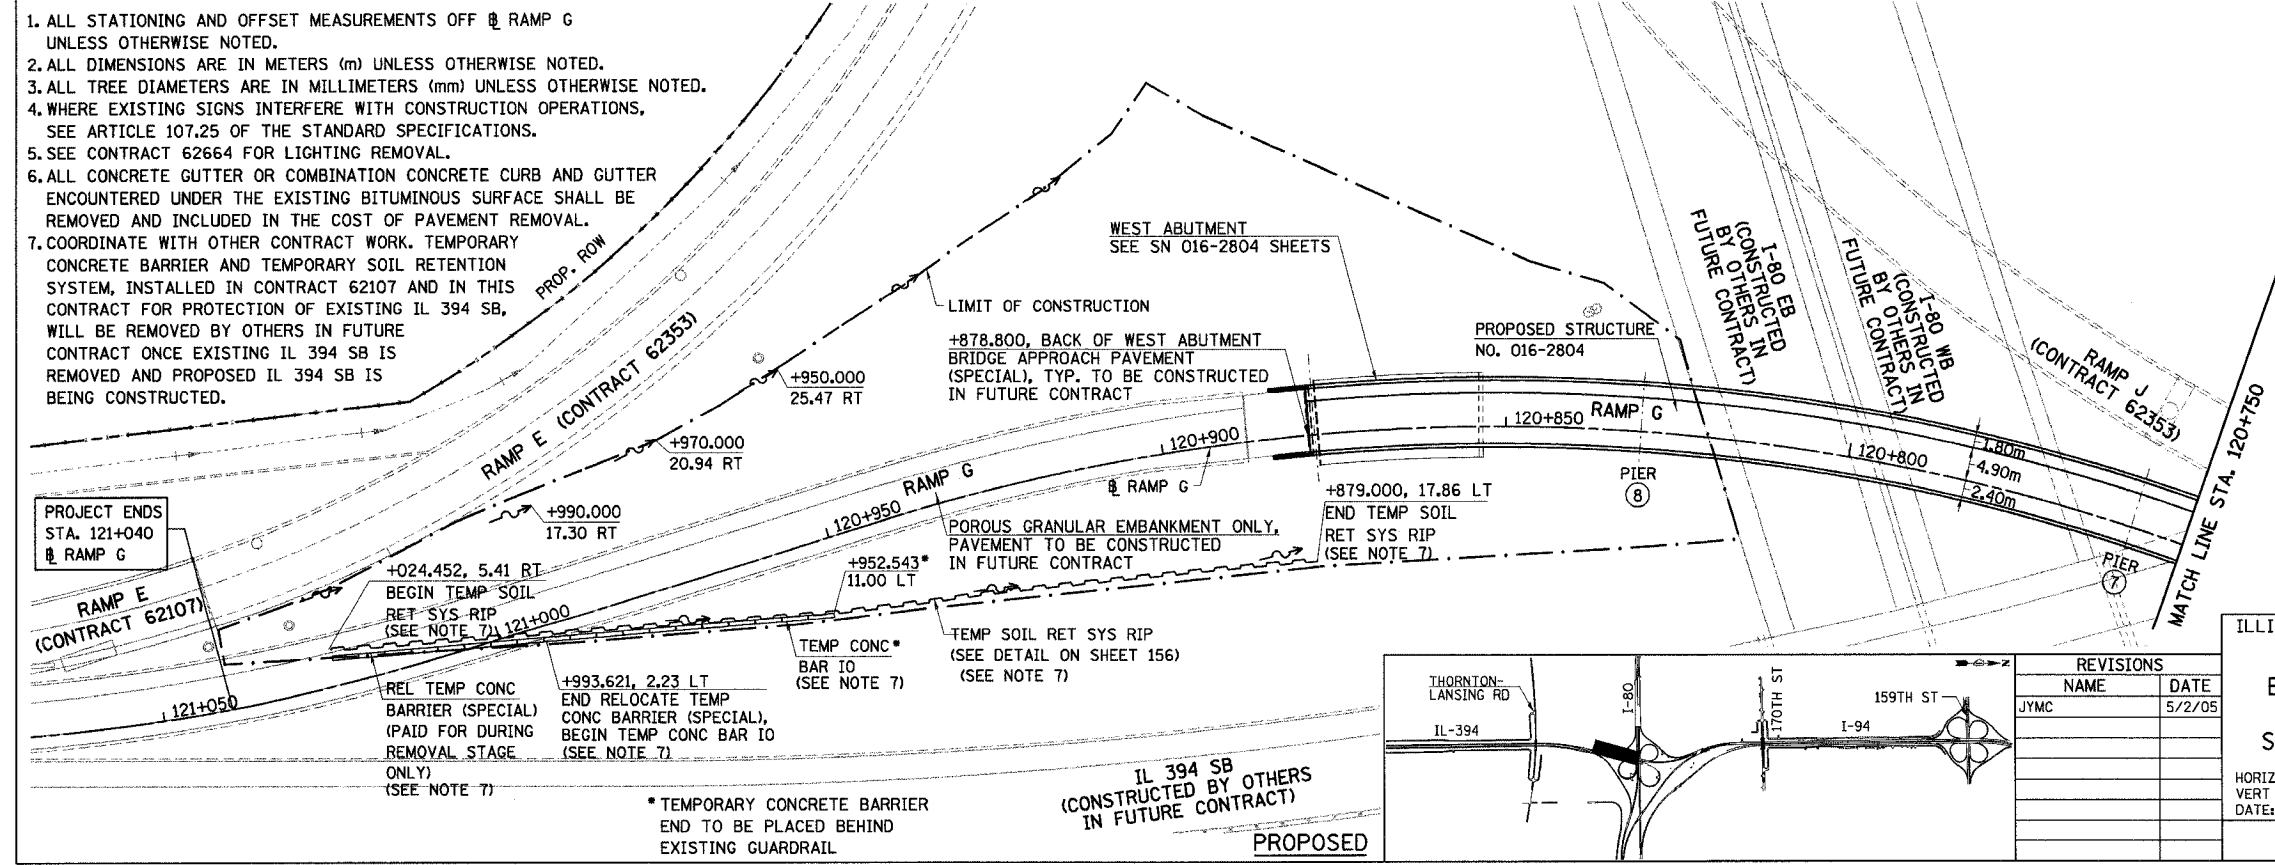 1. ALL STATIONING AND OFFSET MEASUREMENTS OFF ℄ RAMP G
UNLESS OTHERWISE NOTED.
2. ALL DIMENSIONS ARE IN METERS (m) UNLESS OTHERWISE NOTED.
3. ALL TREE DIAMETERS ARE IN MILLIMETERS (mm) UNLESS OTHERWISE NOTED.
4. WHERE EXISTING SIGNS INTERFERE WITH CONSTRUCTION OPERATIONS,
SEE ARTICLE 107.25 OF THE STANDARD SPECIFICATIONS.
5. SEE CONTRACT 62664 FOR LIGHTING REMOVAL.
6. ALL CONCRETE GUTTER OR COMBINATION CONCRETE CURB AND GUTTER
ENCOUNTERED UNDER THE EXISTING BITUMINOUS SURFACE SHALL BE
REMOVED AND INCLUDED IN THE COST OF PAVEMENT REMOVAL.
7. COORDINATE WITH OTHER CONTRACT WORK. TEMPORARY
CONCRETE BARRIER AND TEMPORARY SOIL RETENTION
SYSTEM, INSTALLED IN CONTRACT 62107 AND IN THIS
CONTRACT FOR PROTECTION OF EXISTING IL 394 SB,
WILL BE REMOVED BY OTHERS IN FUTURE
CONTRACT ONCE EXISTING IL 394 SB IS
REMOVED AND PROPOSED IL 394 SB IS
BEING CONSTRUCTED.
PROP. ROW
WEST ABUTMENT
SEE SN 016-2804 SHEETS
LIMIT OF CONSTRUCTION
+878.800, BACK OF WEST ABUTMENT
BRIDGE APPROACH PAVEMENT
(SPECIAL), TYP. TO BE CONSTRUCTED
IN FUTURE CONTRACT
PROPOSED STRUCTURE
NO. 016-2804
I-80 EB
(CONSTRUCTED
BY OTHERS IN
FUTURE CONTRACT)
I-80 WB
(CONSTRUCTED
BY OTHERS IN
FUTURE CONTRACT)
RAMP J
(CONTRACT 62353)
MATCH LINE STA. 120+750
RAMP E (CONTRACT 62353)
+950.000
25.47 RT
+970.000
20.94 RT
+990.000
17.30 RT
RAMP G
120+900
120+950
℄ RAMP G
120+850
RAMP G
120+800
1.80m
4.90m
2.40m
PIER
8
PIER
7
PROJECT ENDS
STA. 121+040
℄ RAMP G
RAMP E
(CONTRACT 62107)
+024.452, 5.41 RT
BEGIN TEMP SOIL
RET SYS RIP
(SEE NOTE 7)
121+000
121+050
+952.543*
11.00 LT
POROUS GRANULAR EMBANKMENT ONLY,
PAVEMENT TO BE CONSTRUCTED
IN FUTURE CONTRACT
+879.000, 17.86 LT
END TEMP SOIL
RET SYS RIP
(SEE NOTE 7)
REL TEMP CONC
BARRIER (SPECIAL)
(PAID FOR DURING
REMOVAL STAGE
ONLY)
(SEE NOTE 7)
+993.621, 2.23 LT
END RELOCATE TEMP
CONC BARRIER (SPECIAL),
BEGIN TEMP CONC BAR IO
(SEE NOTE 7)
TEMP CONC*
BAR IO
(SEE NOTE 7)
TEMP SOIL RET SYS RIP
(SEE DETAIL ON SHEET 156)
(SEE NOTE 7)
* TEMPORARY CONCRETE BARRIER
END TO BE PLACED BEHIND
EXISTING GUARDRAIL
IL 394 SB
(CONSTRUCTED BY OTHERS
IN FUTURE CONTRACT)
PROPOSED
THORNTON-
LANSING RD
IL-394
I-80
170TH ST
I-94
159TH ST
N
REVISIONS
NAME DATE
JYMC 5/2/05
ILLI
E
S
HORIZ
VERT
DATE: